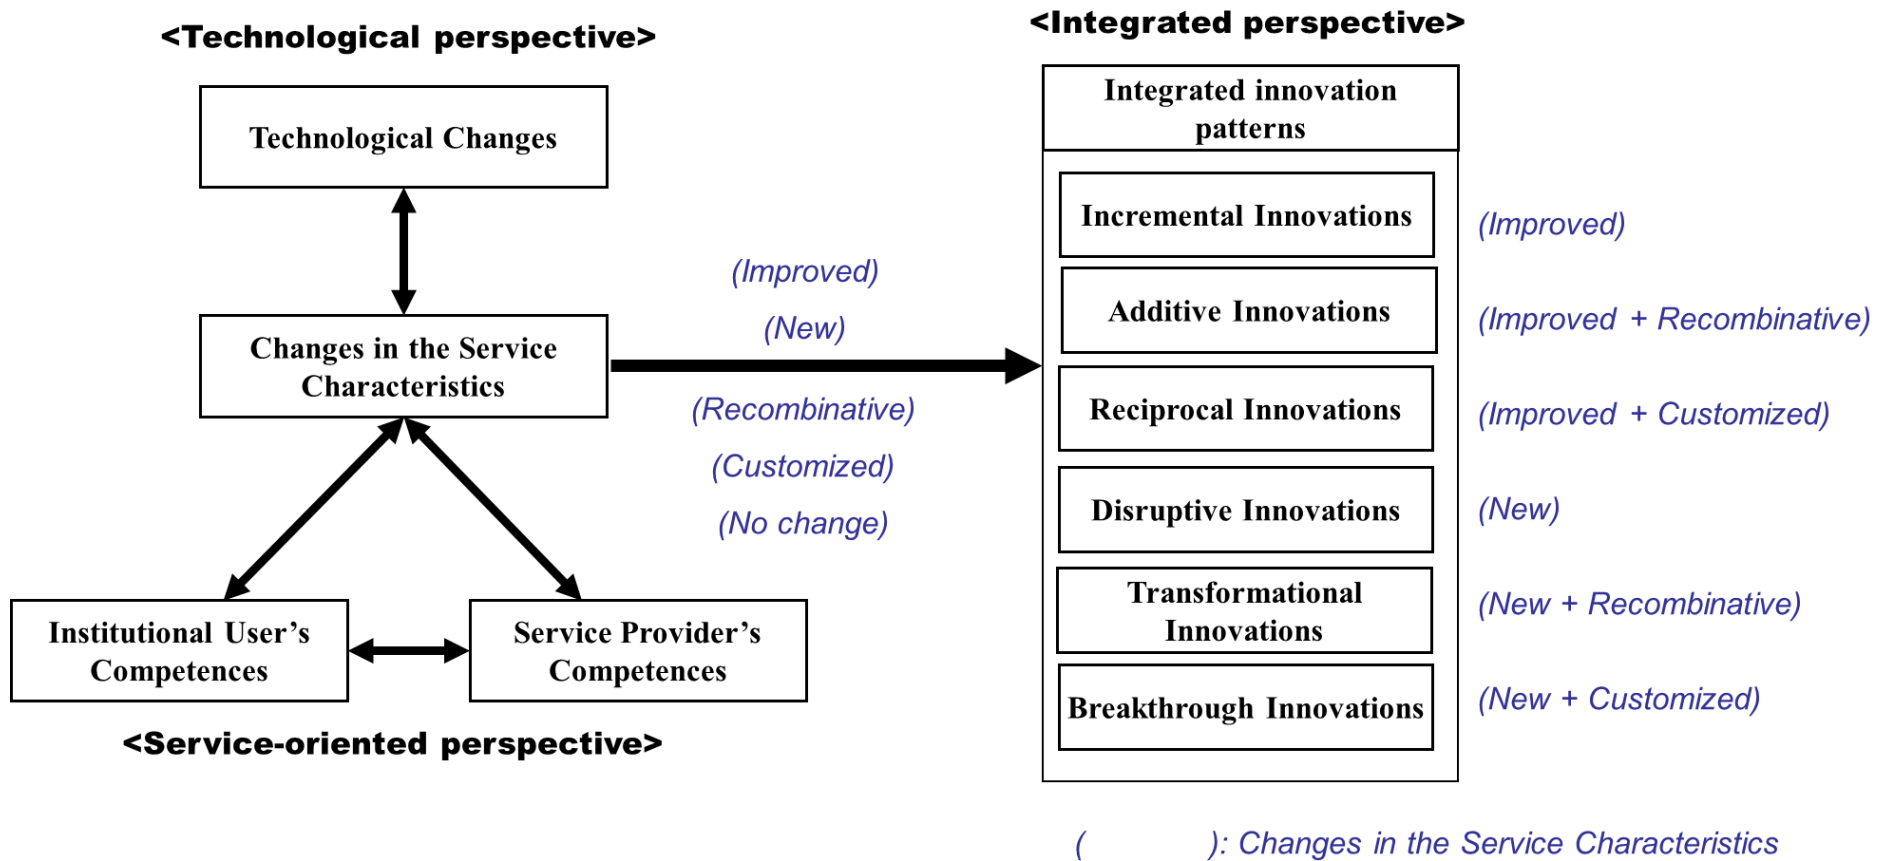 <Technological perspective>
Technological Changes
Changes in the Service
Characteristics
Institutional User’s
Competences
Service Provider’s
Competences
<Service-oriented perspective>
(Improved)
(New)
(Recombinative)
(Customized)
(No change)
<Integrated perspective>
Integrated innovation
patterns
Incremental Innovations
(Improved)
Additive Innovations
(Improved + Recombinative)
Reciprocal Innovations
(Improved + Customized)
Disruptive Innovations
(New)
Transformational
Innovations
(New + Recombinative)
Breakthrough Innovations
(New + Customized)
( ): Changes in the Service Characteristics